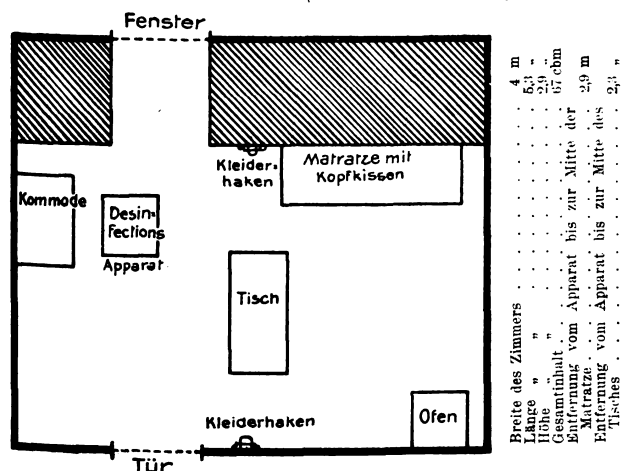 Fenster
Kleider-
haken
Matratze mit
Kopfkissen
Kommode
Desin-
fections
Apparat
Tisch
Kleiderhaken
Ofen
Tür
Breite des Zimmers . . . . . . . . . . . . 4 m
Länge „ „ . . . . . . . . . . . . 5,3 „
Höhe „ „ . . . . . . . . . . . . 2,9 „
Gesamtinhalt . . . . . . . . . . . . 67 cbm
Entfernung vom Apparat bis zur Mitte der
Matratze . . . . . . . . . . . . 2,9 m
Entfernung vom Apparat bis zur Mitte des
Tisches . . . . . . . . . . . . 2,3 „